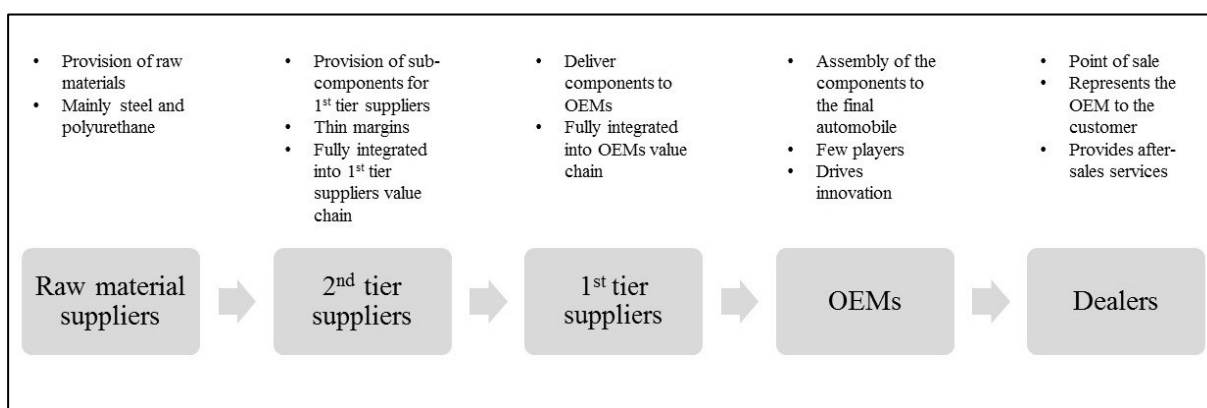 • Provision of raw
materials
• Mainly steel and
polyurethane
• Provision of sub-
components for
1st tier suppliers
• Thin margins
• Fully integrated
into 1st tier
suppliers value
chain
• Deliver
components to
OEMs
• Fully integrated
into OEMs value
chain
• Assembly of the
components to
the final
automobile
• Few players
• Drives
innovation
• Point of sale
• Represents the
OEM to the
customer
• Provides after-
sales services
Raw material
suppliers
2nd tier
suppliers
1st tier
suppliers
OEMs
Dealers